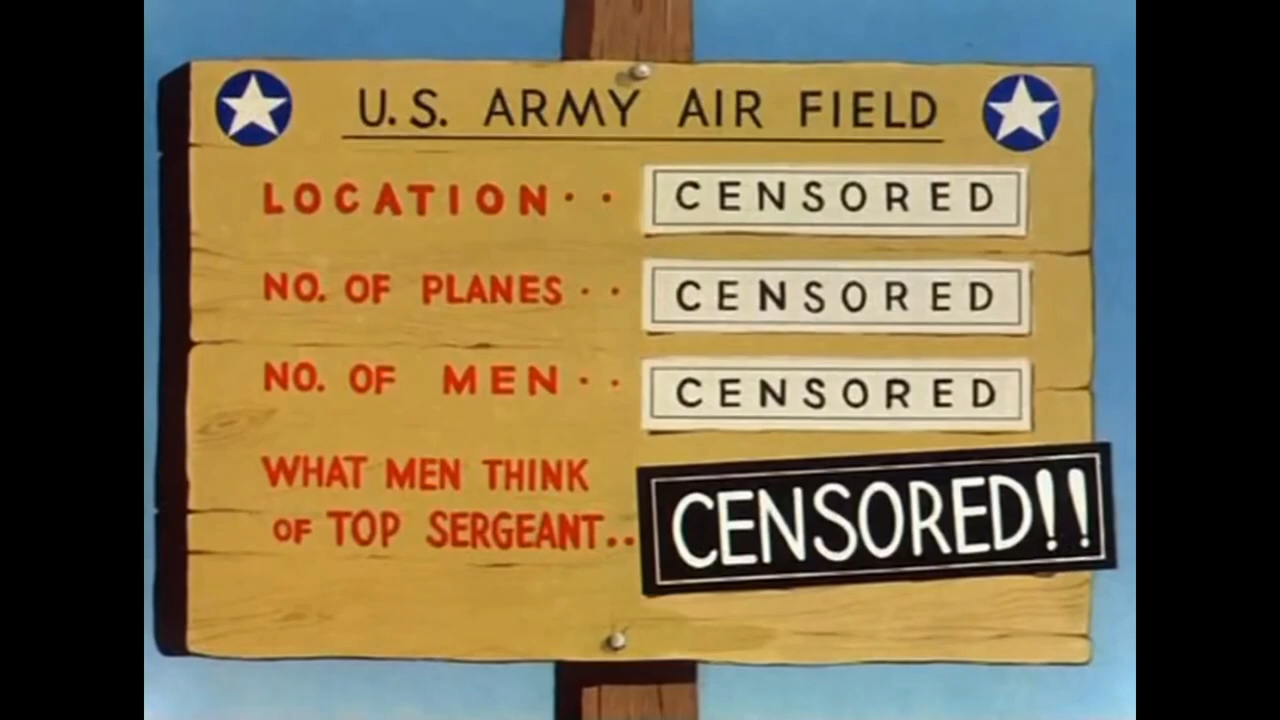 U.S. ARMY AIR FIELD
LOCATION·· CENSORED
NO. OF PLANES·· CENSORED
NO. OF MEN·· CENSORED
WHAT MEN THINK
OF TOP SERGEANT.. CENSORED!!